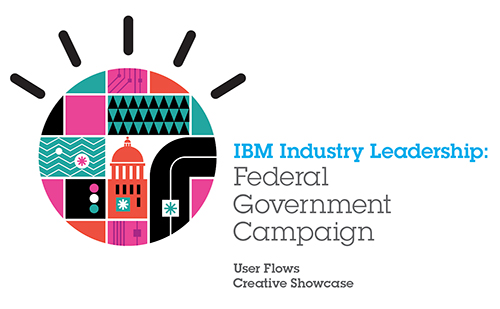 IBM Industry Leadership:
Federal
Government
Campaign
User Flows
Creative Showcase